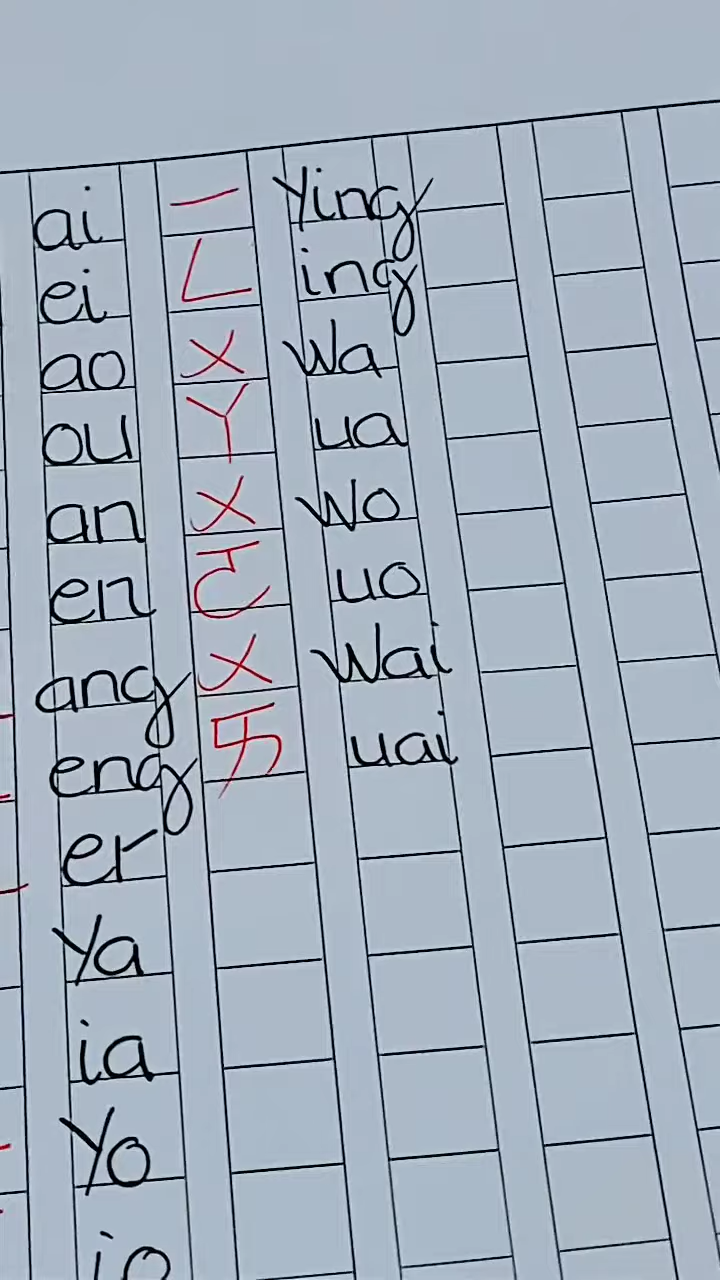 ai ㄧ Ying
ei ㄥ ing
ao ㄨ Wa
ou ㄚ ua
an ㄨ Wo
en ㄛ uo
ang ㄨ Wai
eng ㄞ uai
er
Ya
ia
Yo
io